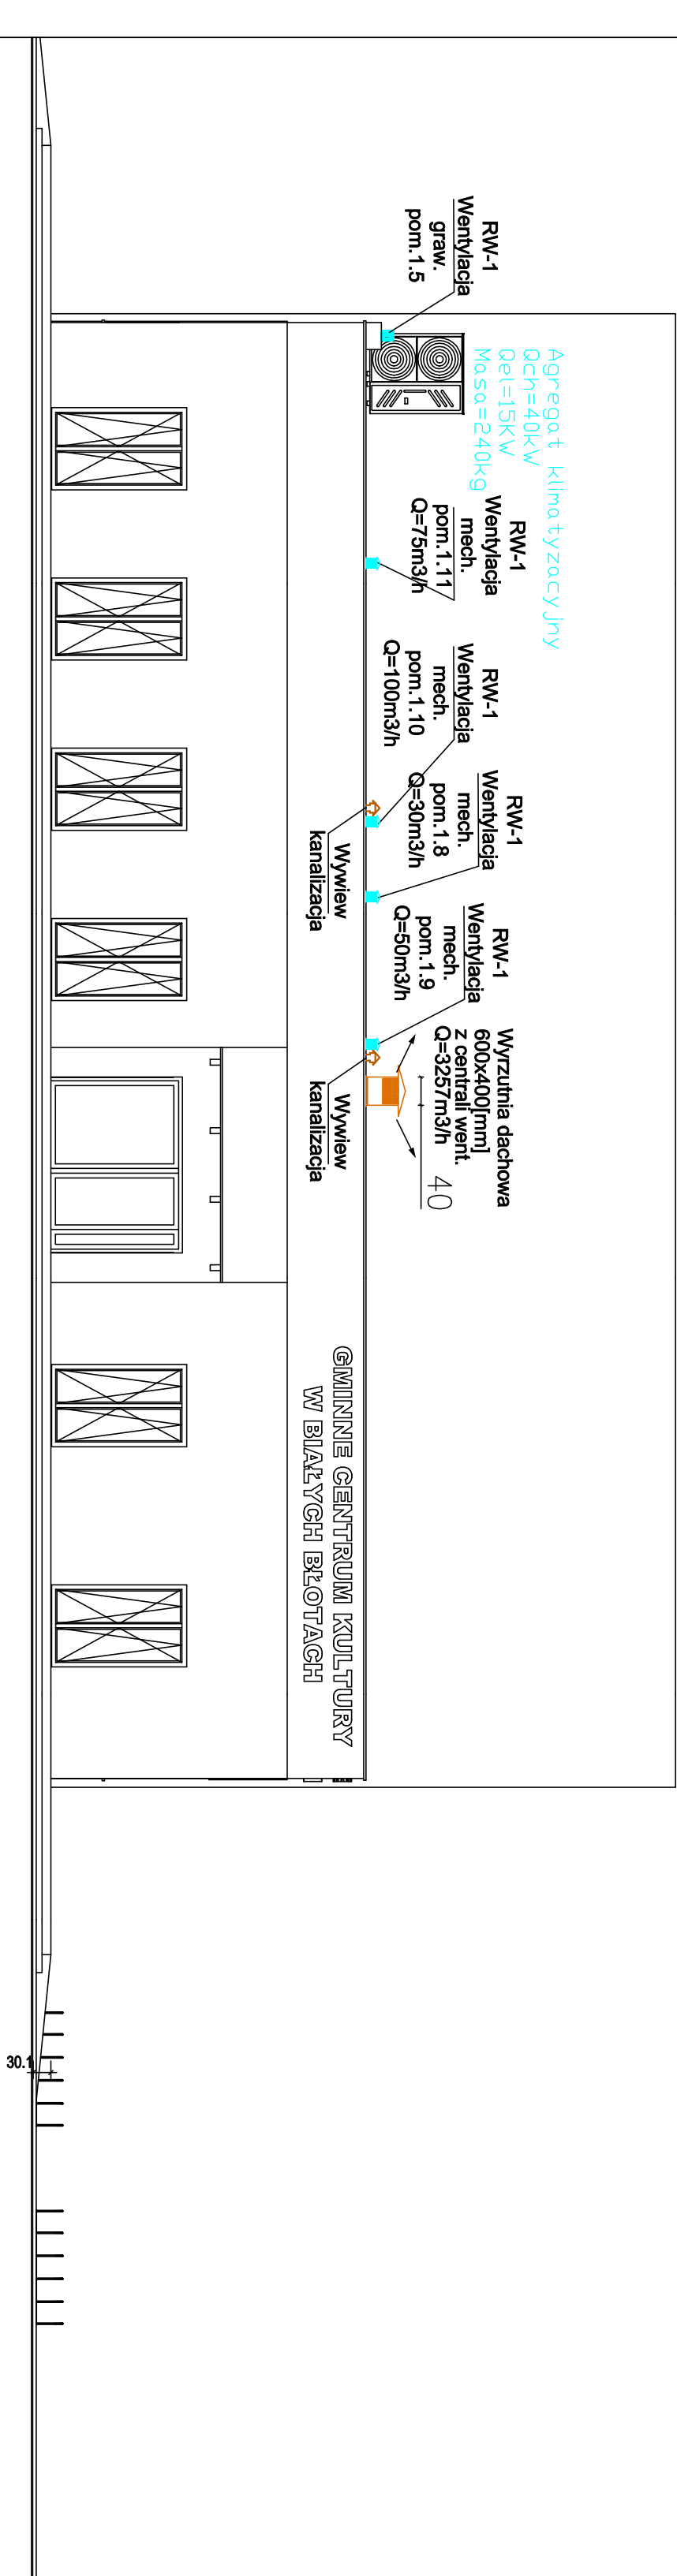 RW-1
Wentylacja
graw.
pom.1.5
Agregat klimatyzacyjny
Qch=40kW
Qel=15KW
Masa=240kg
RW-1
Wentylacja
mech.
pom.1.11
Q=75m3/h
RW-1
Wentylacja
mech.
pom.1.10
Q=100m3/h
RW-1
Wentylacja
mech.
pom.1.8
Q=30m3/h
RW-1
Wentylacja
mech.
pom.1.9
Q=50m3/h
Wyrzutnia dachowa
600x400[mm]
z centrali went.
Q=3257m3/h
40
Wywiew
kanalizacja
Wywiew
kanalizacja
GMINNE CENTRUM KULTURY
W BIAŁYCH BŁOTACH
30.1